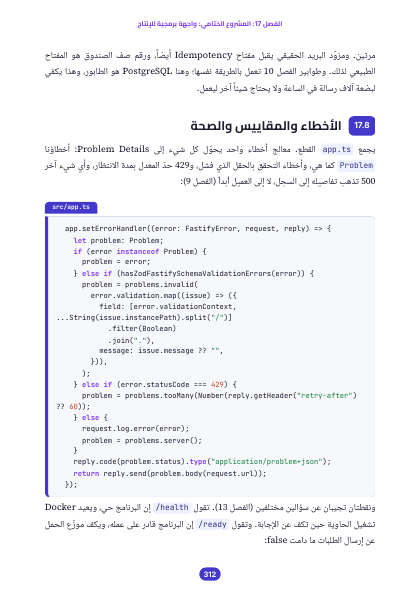 الفصل 17: المشروع الختامي: واجهة برمجية للإنتاج
مرتين. ومزوّد البريد الحقيقي يقبل مفتاح Idempotency أيضاً، ورقم صف الصندوق هو المفتاح
الطبيعي لذلك. وطوابير الفصل 10 تعمل بالطريقة نفسها؛ وهنا PostgreSQL هو الطابور، وهذا يكفي
لبضعة آلاف رسالة في الساعة ولا يحتاج شيئاً آخر ليعمل.
17.8 الأخطاء والمقاييس والصحة
يجمع app.ts القطع. معالج أخطاء واحد يحوّل كل شيء إلى Problem Details: أخطاؤنا
Problem كما هي، وأخطاء التحقق بالحقل الذي فشل، و429 حدّ المعدل بمدة الانتظار، وأي شيء آخر
500 تذهب تفاصيله إلى السجل، لا إلى العميل أبداً (الفصل 9):
src/app.ts
app.setErrorHandler((error: FastifyError, request, reply) => {
let problem: Problem;
if (error instanceof Problem) {
problem = error;
} else if (hasZodFastifySchemaValidationErrors(error)) {
problem = problems.invalid(
error.validation.map((issue) => ({
field: [error.validationContext,
...String(issue.instancePath).split("/")]
.filter(Boolean)
.join("."),
message: issue.message ?? "",
})),
);
} else if (error.statusCode === 429) {
problem = problems.tooMany(Number(reply.getHeader("retry-after")
?? 60));
} else {
request.log.error(error);
problem = problems.server();
}
reply.code(problem.status).type("application/problem+json");
return reply.send(problem.body(request.url));
});
ونقطتان تجيبان عن سؤالين مختلفين (الفصل 13). تقول /health إن البرنامج حي، ويعيد Docker
تشغيل الحاوية حين تكف عن الإجابة. وتقول /ready إن البرنامج قادر على عمله، ويكف موزّع الحمل
عن إرسال الطلبات ما دامت false:
312